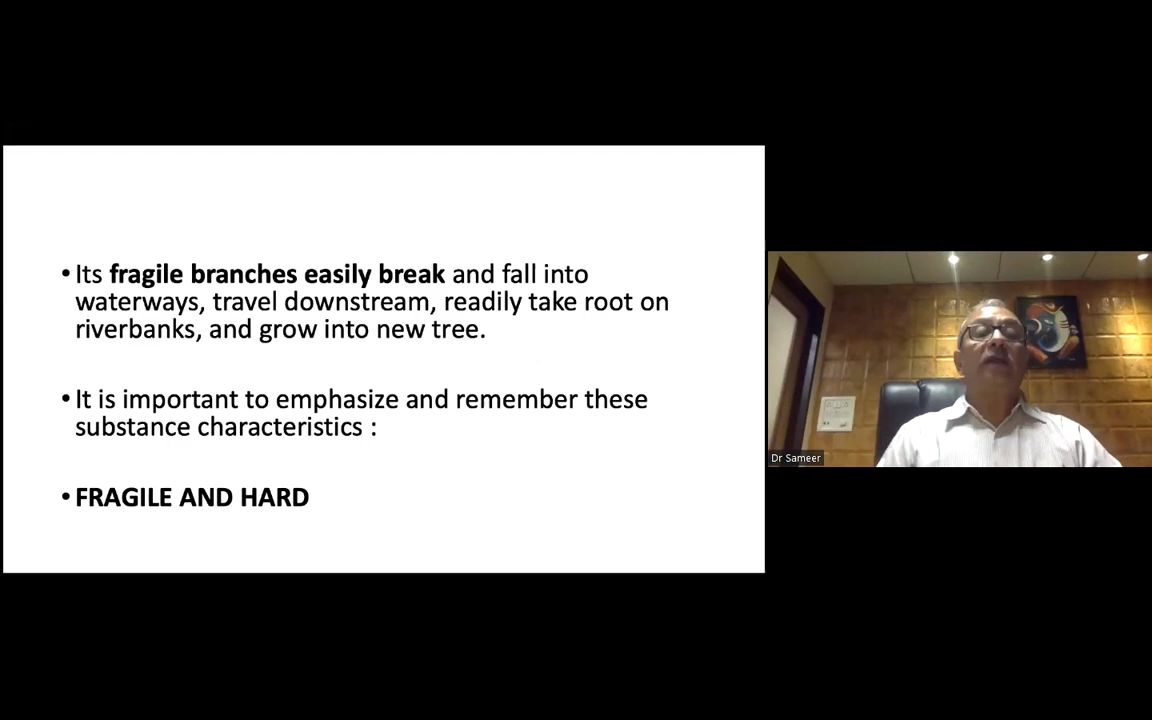 • Its fragile branches easily break and fall into
waterways, travel downstream, readily take root on
riverbanks, and grow into new tree.
• It is important to emphasize and remember these
substance characteristics :
• FRAGILE AND HARD
Dr Sameer